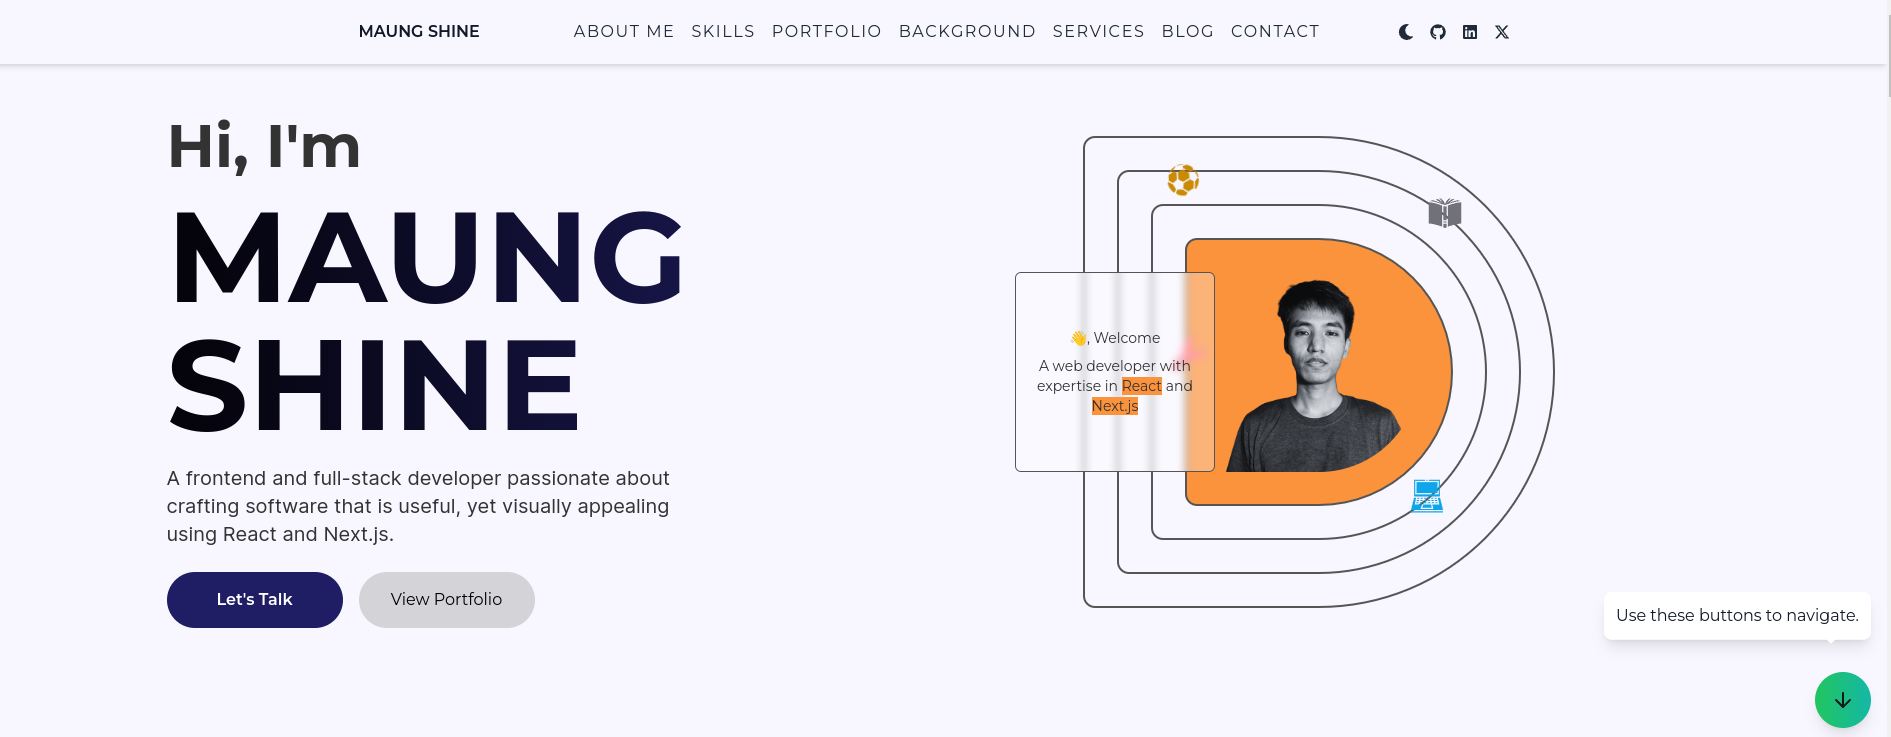 MAUNG SHINE
ABOUT ME SKILLS PORTFOLIO BACKGROUND SERVICES BLOG CONTACT
Hi, I'm
MAUNG
SHINE
A frontend and full-stack developer passionate about
crafting software that is useful, yet visually appealing
using React and Next.js.
Let's Talk
View Portfolio
👋, Welcome
A web developer with
expertise in React and
Next.js
Use these buttons to navigate.